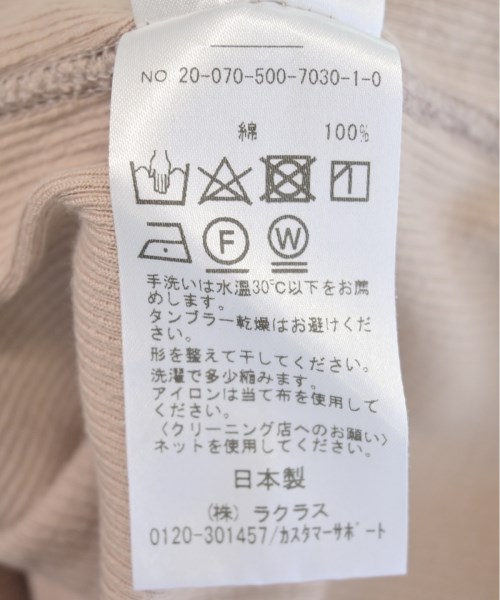 NO 20-070-500-7030-1-0
綿 100%
F W
手洗いは水温30℃以下をお薦
めします。
タンブラー乾燥はお避けくだ
さい。
形を整えて干してください。
洗濯で多少縮みます。
アイロンは当て布を使用して
ください。
〈クリーニング店へのお願い〉
ネットを使用してください。
日本製
(株) ラクラス
0120-301457/カスタマーサポート